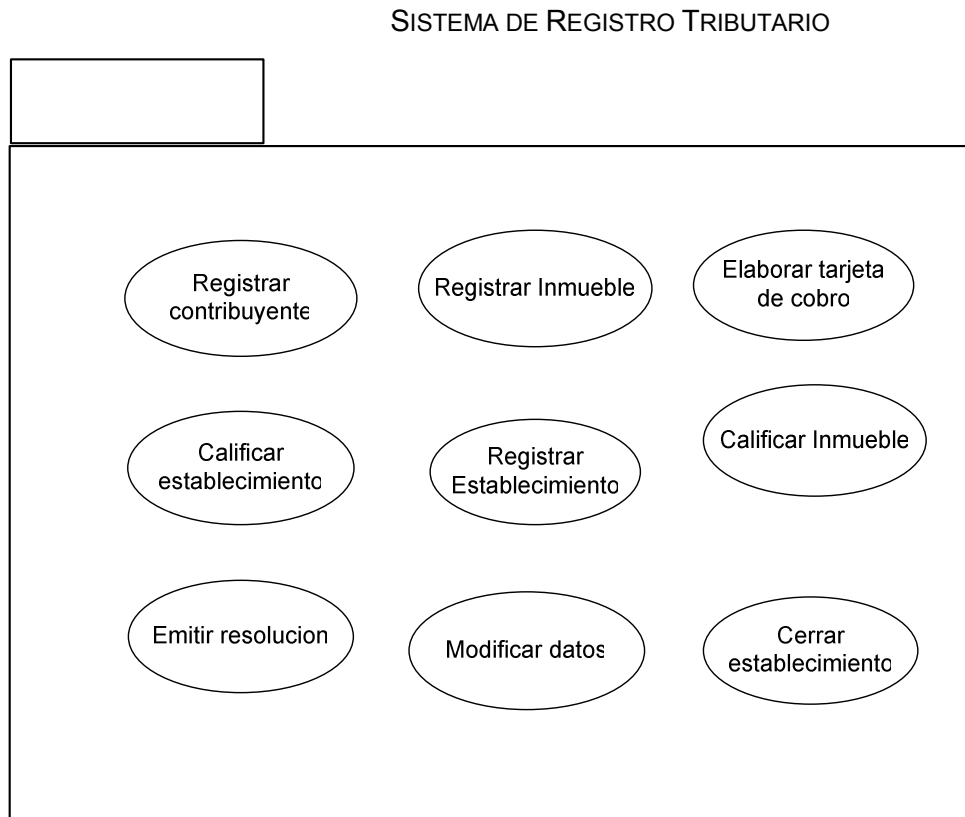 SISTEMA DE REGISTRO TRIBUTARIO
Registrar
contribuyente
Registrar Inmueble
Elaborar tarjeta
de cobro
Calificar
establecimiento
Registrar
Establecimiento
Calificar Inmueble
Emitir resolucion
Modificar datos
Cerrar
establecimiento